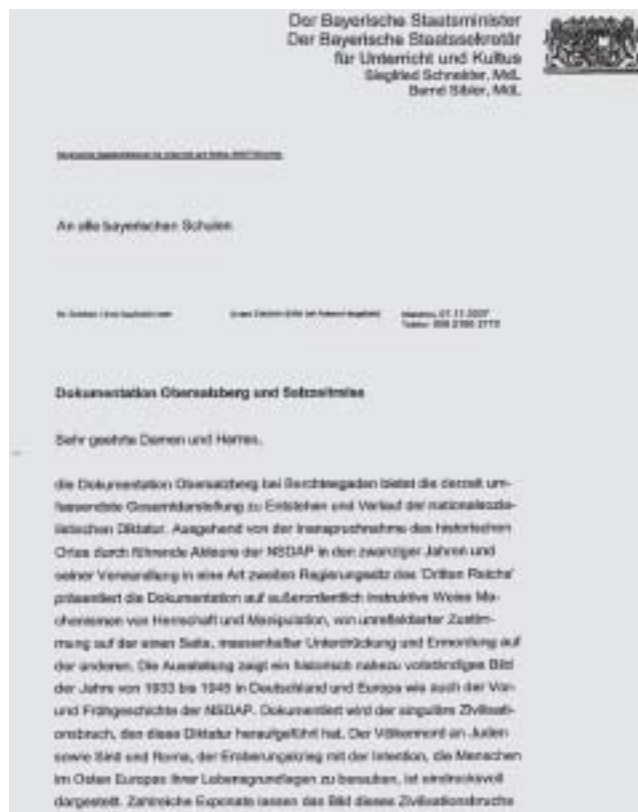 Der Bayerische Staatsminister
Der Bayerische Staatssekretär
für Unterricht und Kultus
Siegfried Schneider, MdL
Bernd Sibler, MdL
An alle bayerischen Schulen
München, 07.11.2007
Telefon: 089 2186
Dokumentation Obersalzberg und Salzzeitreise
Sehr geehrte Damen und Herren,
die Dokumentation Obersalzberg bei Berchtesgaden bietet die derzeit um-
fassendste Gesamtdarstellung zu Entstehen und Verlauf der nationalsozia-
listischen Diktatur. Ausgehend von der Inanspruchnahme des historischen
Ortes durch führende Akteure der NSDAP in den zwanziger Jahren und
seiner Verwandlung in eine Art zweiten Regierungssitz des 'Dritten Reichs'
präsentiert die Dokumentation auf außerordentlich instruktive Weise Me-
chanismen von Herrschaft und Manipulation, von unreflektierter Zustim-
mung auf der einen Seite, massenhafter Unterdrückung und Ermordung auf
der anderen. Die Ausstellung zeigt ein historisch nahezu vollständiges Bild
der Jahre von 1933 bis 1945 in Deutschland und Europa wie auch der Vor-
und Frühgeschichte der NSDAP. Dokumentiert wird der singuläre Zivilisati-
onsbruch, den diese Diktatur heraufgeführt hat. Der Völkermord an Juden
sowie Sinti und Roma, der Eroberungskrieg mit der Intention, die Menschen
im Osten Europas ihrer Lebensgrundlagen zu berauben, ist eindrucksvoll
dargestellt. Zahlreiche Exponate lassen das Bild dieses Zivilisationsbruchs